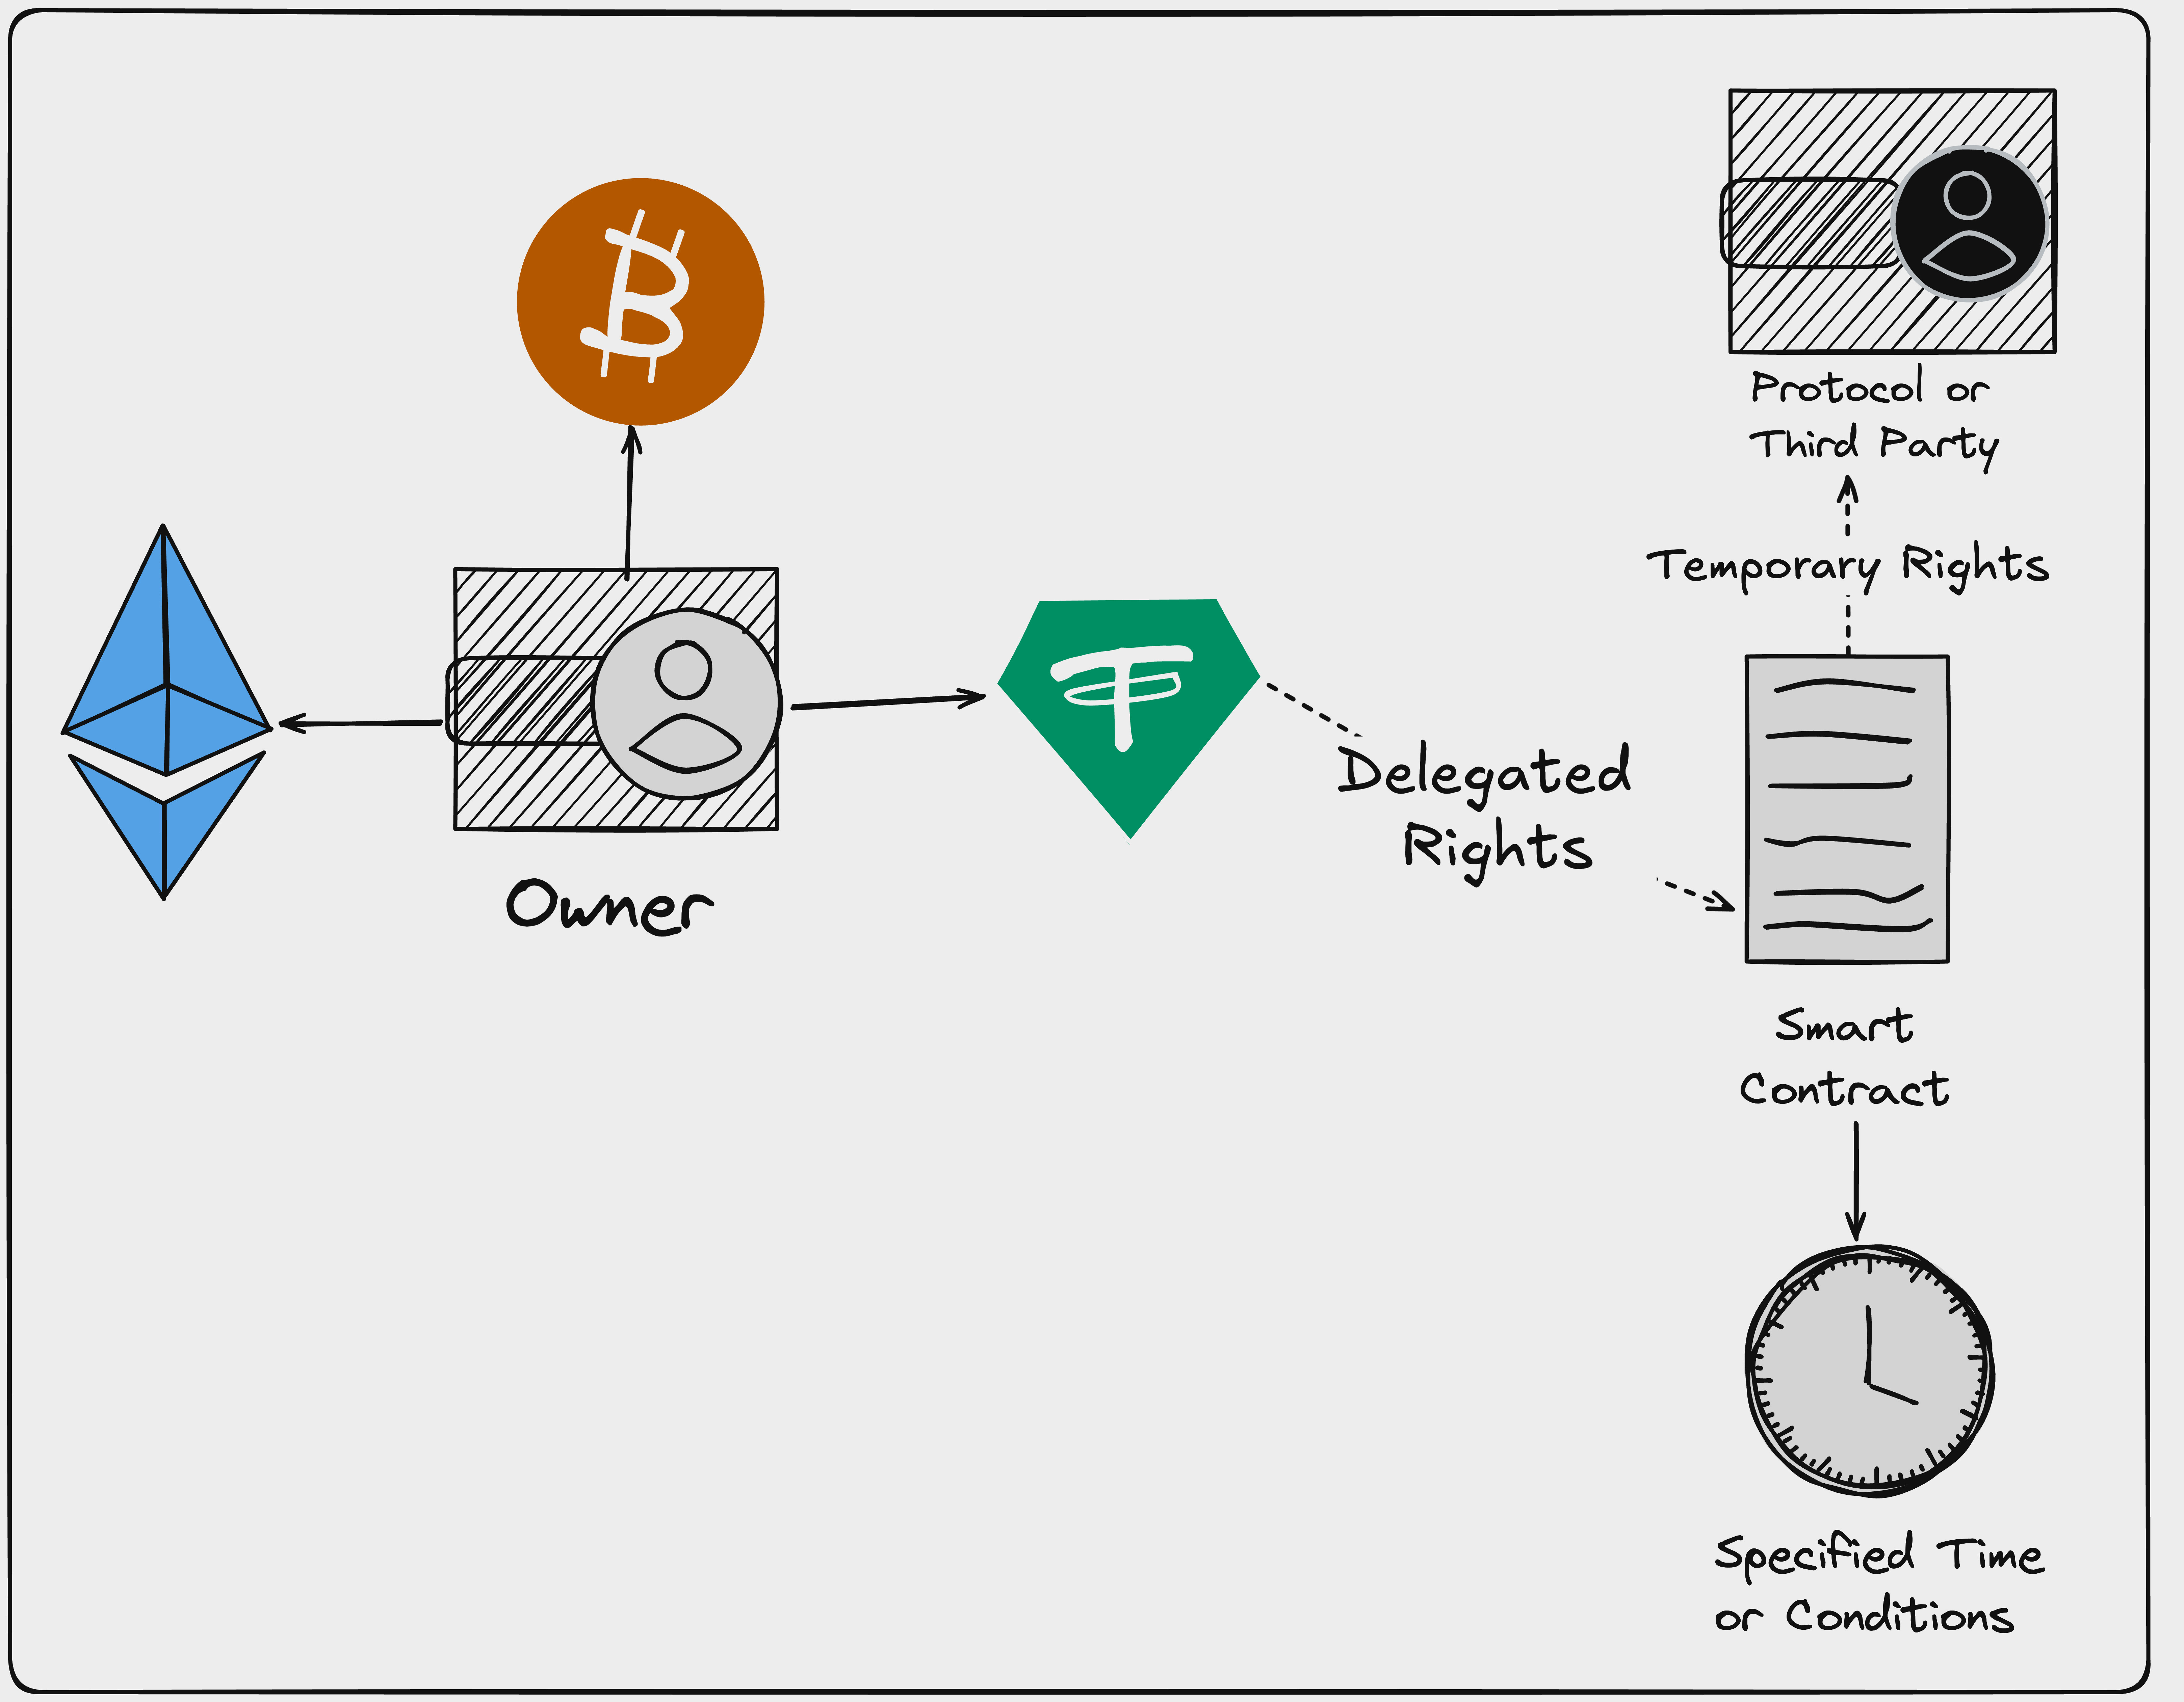 Protocol or
Third Party
Temporary Rights
Delegated
Rights
Owner
Smart
Contract
Specified Time
or Conditions